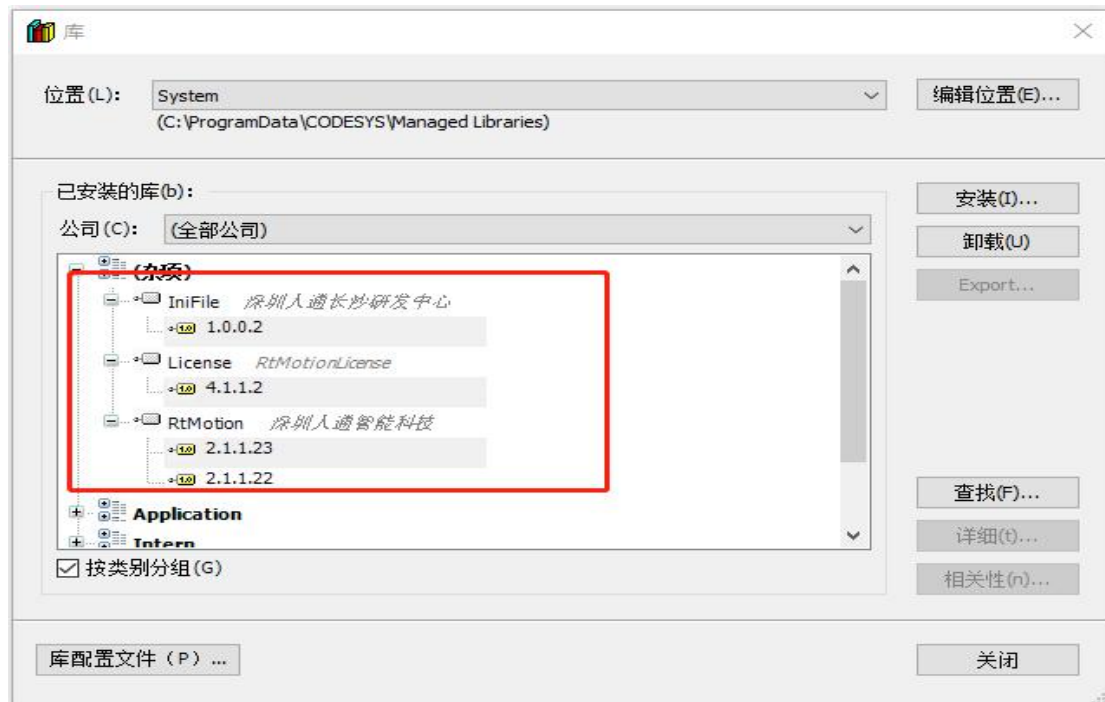 库
位置(L): System 编辑位置(E)...
(C:\ProgramData\CODESYS\Managed Libraries)
已安装的库(b):
安装(I)...
公司(C): (全部公司)
卸载(U)
(杂项)
Export...
IniFile 深圳人通长沙研发中心
1.0.0.2
License RtMotionLicense
4.1.1.2
RtMotion 深圳人通智能科技
2.1.1.23
2.1.1.22
查找(F)...
Application
详细(t)...
Intern
按类别分组(G)
相关性(n)...
库配置文件（P）...
关闭